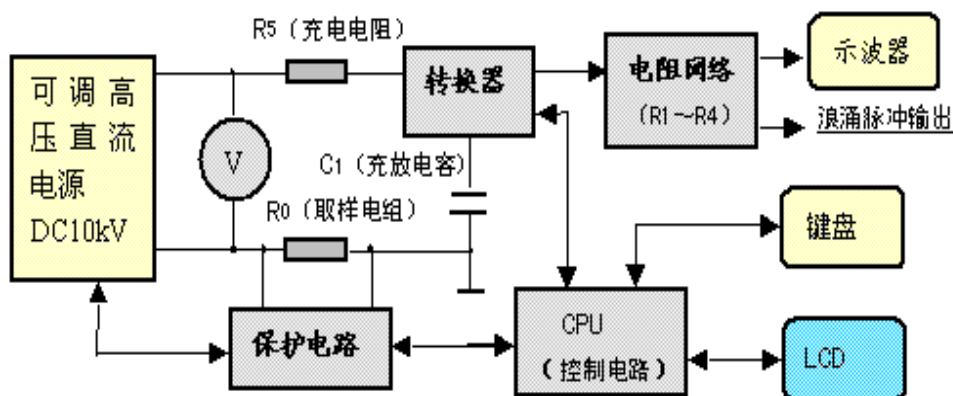 R5（充电电阻）
可调高
压直流
电源
DC10kV
V
转换器
电阻网络
（R1～R4）
示波器
浪涌脉冲输出
C1（充放电容）
R0（取样电组）
键盘
保护电路
CPU
（控制电路）
LCD